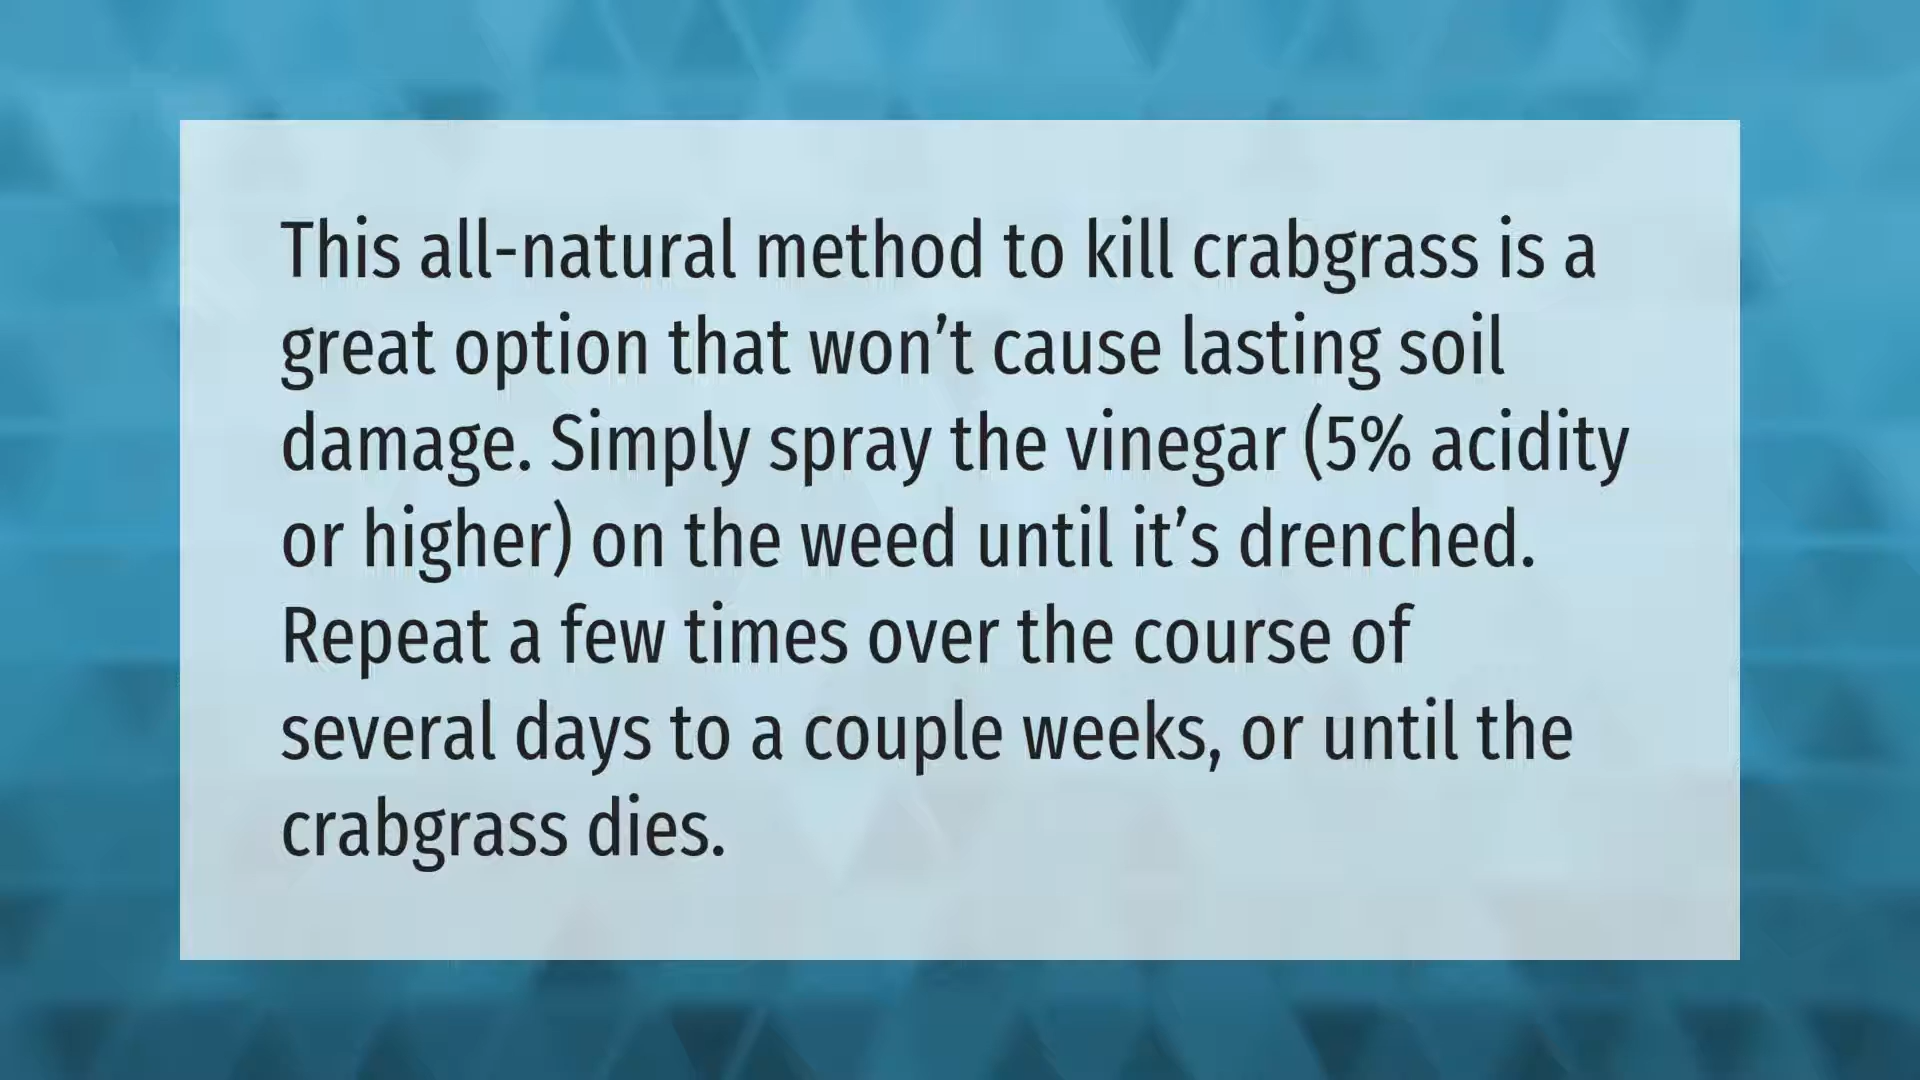 This all-natural method to kill crabgrass is a
great option that won’t cause lasting soil
damage. Simply spray the vinegar (5% acidity
or higher) on the weed until it’s drenched.
Repeat a few times over the course of
several days to a couple weeks, or until the
crabgrass dies.